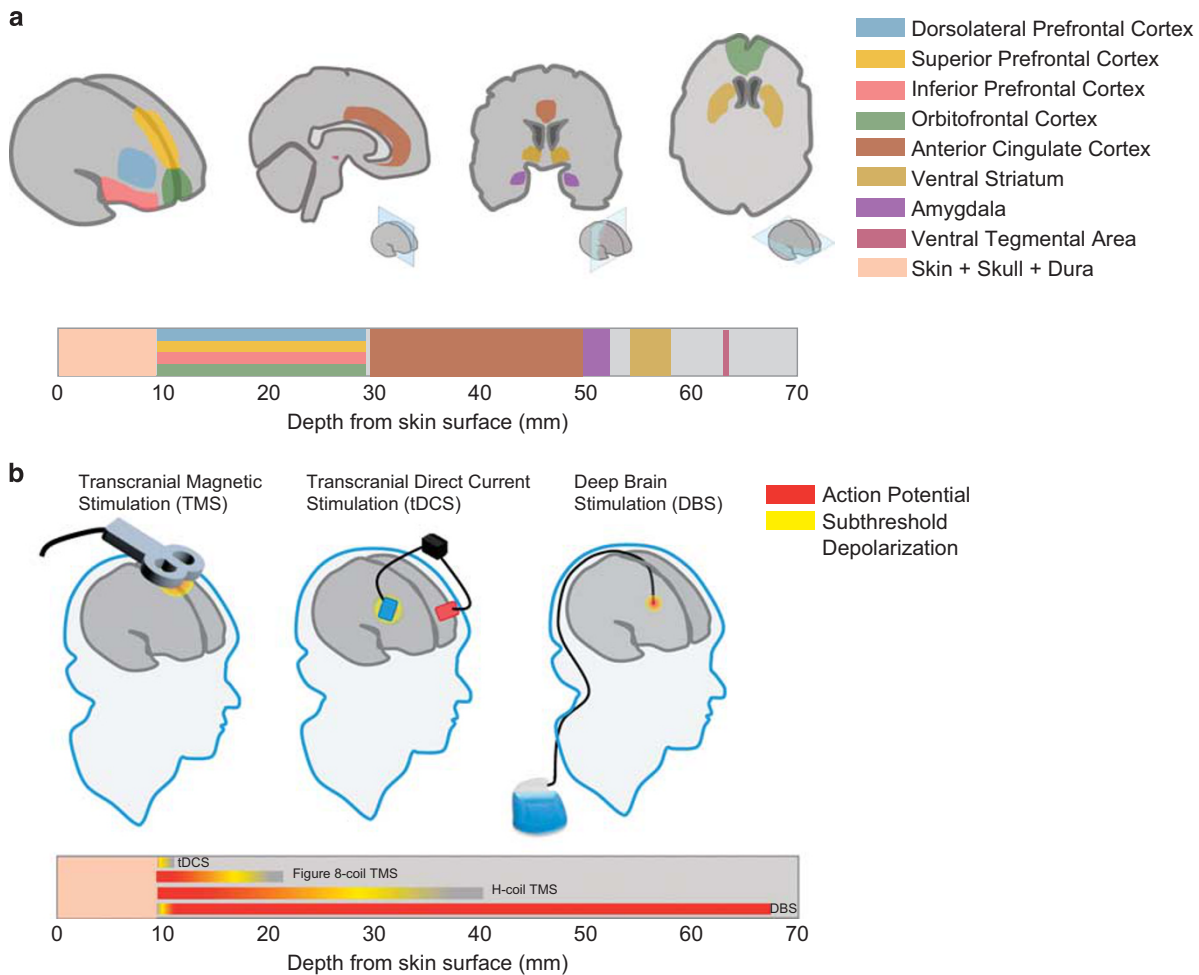 a
Dorsolateral Prefrontal Cortex
Superior Prefrontal Cortex
Inferior Prefrontal Cortex
Orbitofrontal Cortex
Anterior Cingulate Cortex
Ventral Striatum
Amygdala
Ventral Tegmental Area
Skin + Skull + Dura
0 10 20 30 40 50 60 70
Depth from skin surface (mm)
b
Transcranial Magnetic
Stimulation (TMS)
Transcranial Direct Current
Stimulation (tDCS)
Deep Brain
Stimulation (DBS)
Action Potential
Subthreshold
Depolarization
tDCS
Figure 8-coil TMS
H-coil TMS
DBS
0 10 20 30 40 50 60 70
Depth from skin surface (mm)